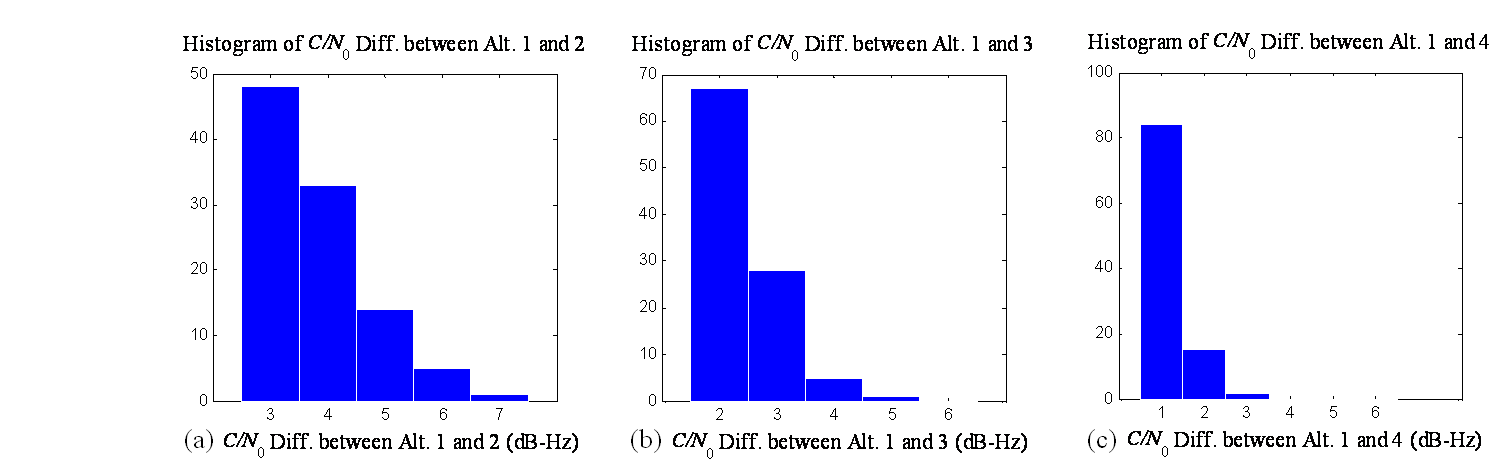 Histogram of C/N0 Diff. between Alt. 1 and 2
50
40
30
20
10
0
3 4 5 6 7
(a) C/N0 Diff. between Alt. 1 and 2 (dB-Hz)
Histogram of C/N0 Diff. between Alt. 1 and 3
70
60
50
40
30
20
10
0
2 3 4 5 6
(b) C/N0 Diff. between Alt. 1 and 3 (dB-Hz)
Histogram of C/N0 Diff. between Alt. 1 and 4
100
80
60
40
20
0
1 2 3 4 5 6
(c) C/N0 Diff. between Alt. 1 and 4 (dB-Hz)